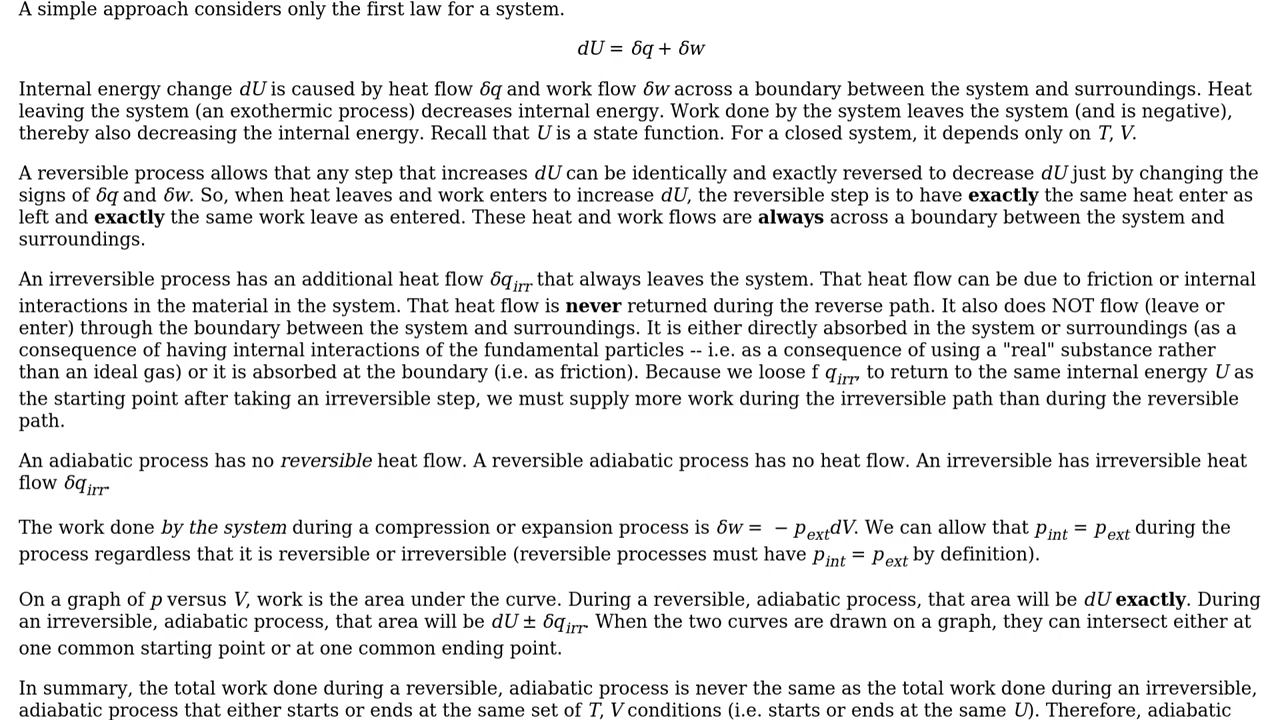 A simple approach considers only the first law for a system.
dU = δq + δw
Internal energy change dU is caused by heat flow δq and work flow δw across a boundary between the system and surroundings. Heat
leaving the system (an exothermic process) decreases internal energy. Work done by the system leaves the system (and is negative),
thereby also decreasing the internal energy. Recall that U is a state function. For a closed system, it depends only on T, V.
A reversible process allows that any step that increases dU can be identically and exactly reversed to decrease dU just by changing the
signs of δq and δw. So, when heat leaves and work enters to increase dU, the reversible step is to have exactly the same heat enter as
left and exactly the same work leave as entered. These heat and work flows are always across a boundary between the system and
surroundings.
An irreversible process has an additional heat flow δq_irr that always leaves the system. That heat flow can be due to friction or internal
interactions in the material in the system. That heat flow is never returned during the reverse path. It also does NOT flow (leave or
enter) through the boundary between the system and surroundings. It is either directly absorbed in the system or surroundings (as a
consequence of having internal interactions of the fundamental particles -- i.e. as a consequence of using a "real" substance rather
than an ideal gas) or it is absorbed at the boundary (i.e. as friction). Because we loose f q_irr, to return to the same internal energy U as
the starting point after taking an irreversible step, we must supply more work during the irreversible path than during the reversible
path.
An adiabatic process has no reversible heat flow. A reversible adiabatic process has no heat flow. An irreversible has irreversible heat
flow δq_irr.
The work done by the system during a compression or expansion process is δw = − p_ext dV. We can allow that p_int = p_ext during the
process regardless that it is reversible or irreversible (reversible processes must have p_int = p_ext by definition).
On a graph of p versus V, work is the area under the curve. During a reversible, adiabatic process, that area will be dU exactly. During
an irreversible, adiabatic process, that area will be dU ± δq_irr. When the two curves are drawn on a graph, they can intersect either at
one common starting point or at one common ending point.
In summary, the total work done during a reversible, adiabatic process is never the same as the total work done during an irreversible,
adiabatic process that either starts or ends at the same set of T, V conditions (i.e. starts or ends at the same U). Therefore, adiabatic